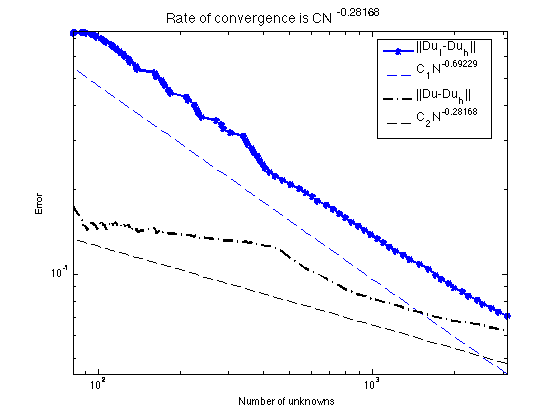 Rate of convergence is CN^-0.28168
||Du_I-Du_h||
C_1N^-0.69229
||Du-Du_h||
C_2N^-0.28168
Error
10^-1
10^2
10^3
Number of unknowns